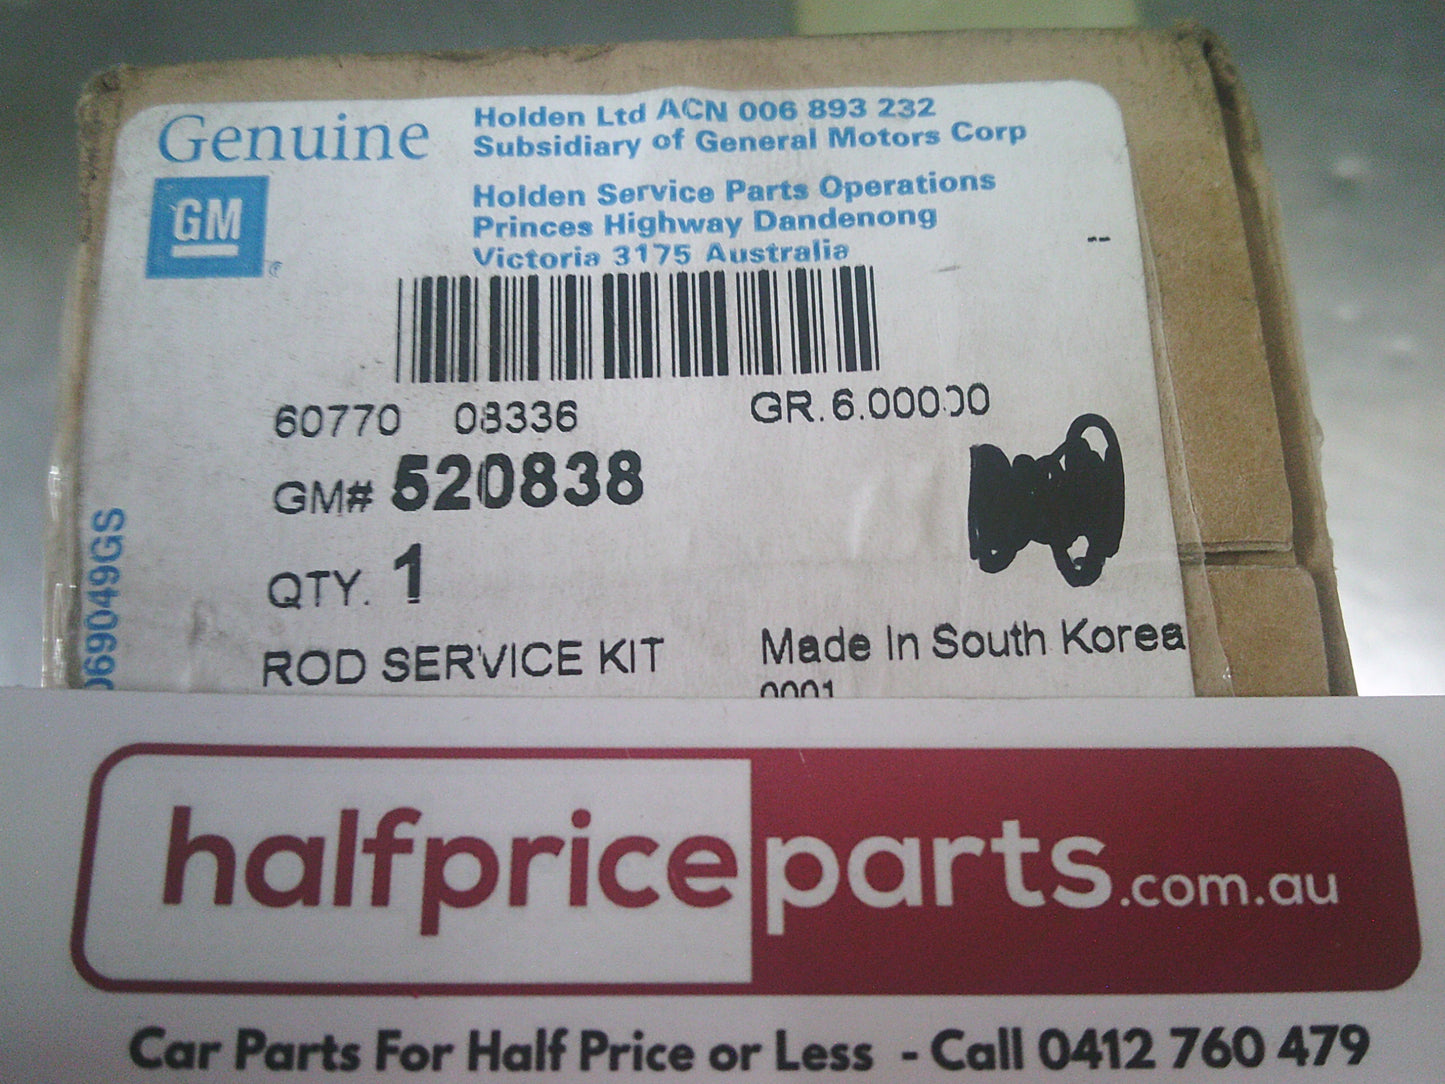 Genuine
GM
Holden Ltd ACN 006 893 232
Subsidiary of General Motors Corp
Holden Service Parts Operations
Princes Highway Dandenong
Victoria 3175 Australia
--
60770 08336
GR.6.00000
GM# 520838
QTY. 1
ROD SERVICE KIT
Made In South Korea
0001
069049GS
halfpriceparts.com.au
Car Parts For Half Price or Less - Call 0412 760 479